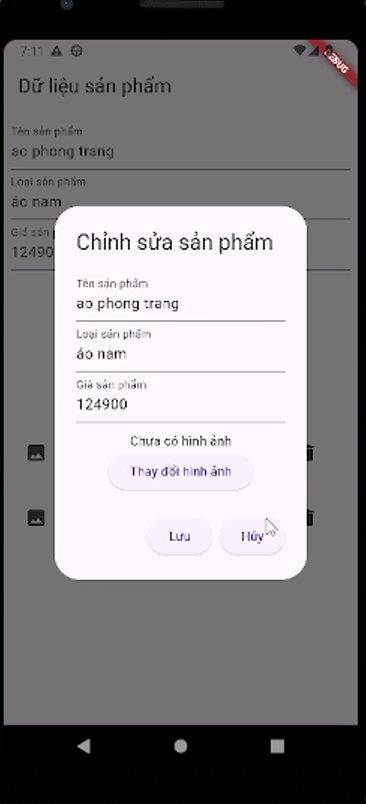 7:11
DEBUG
Dữ liệu sản phẩm
Tên sản phẩm
ao phong trang
Loại sản phẩm
áo nam
Giá sản p
12490
Chỉnh sửa sản phẩm
Tên sản phẩm
ao phong trang
Loại sản phẩm
áo nam
Giá sản phẩm
124900
Chưa có hình ảnh
Thay đổi hình ảnh
Lưu Hủy